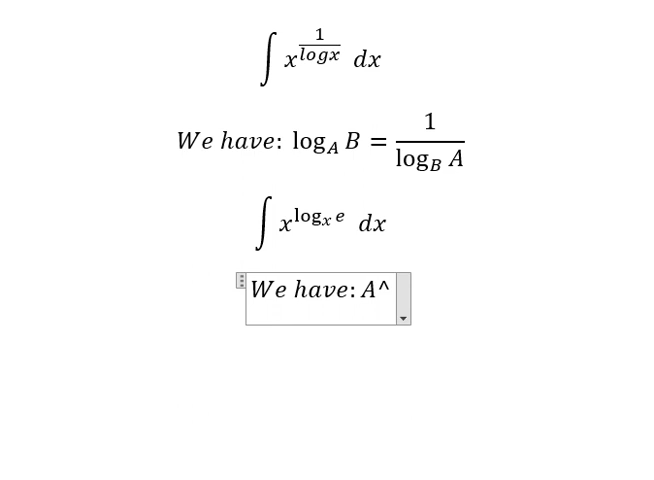 ∫ x^(1/logx) dx
We have: log_A B = 1/(log_B A)
∫ x^(log_x e) dx
We have: A^